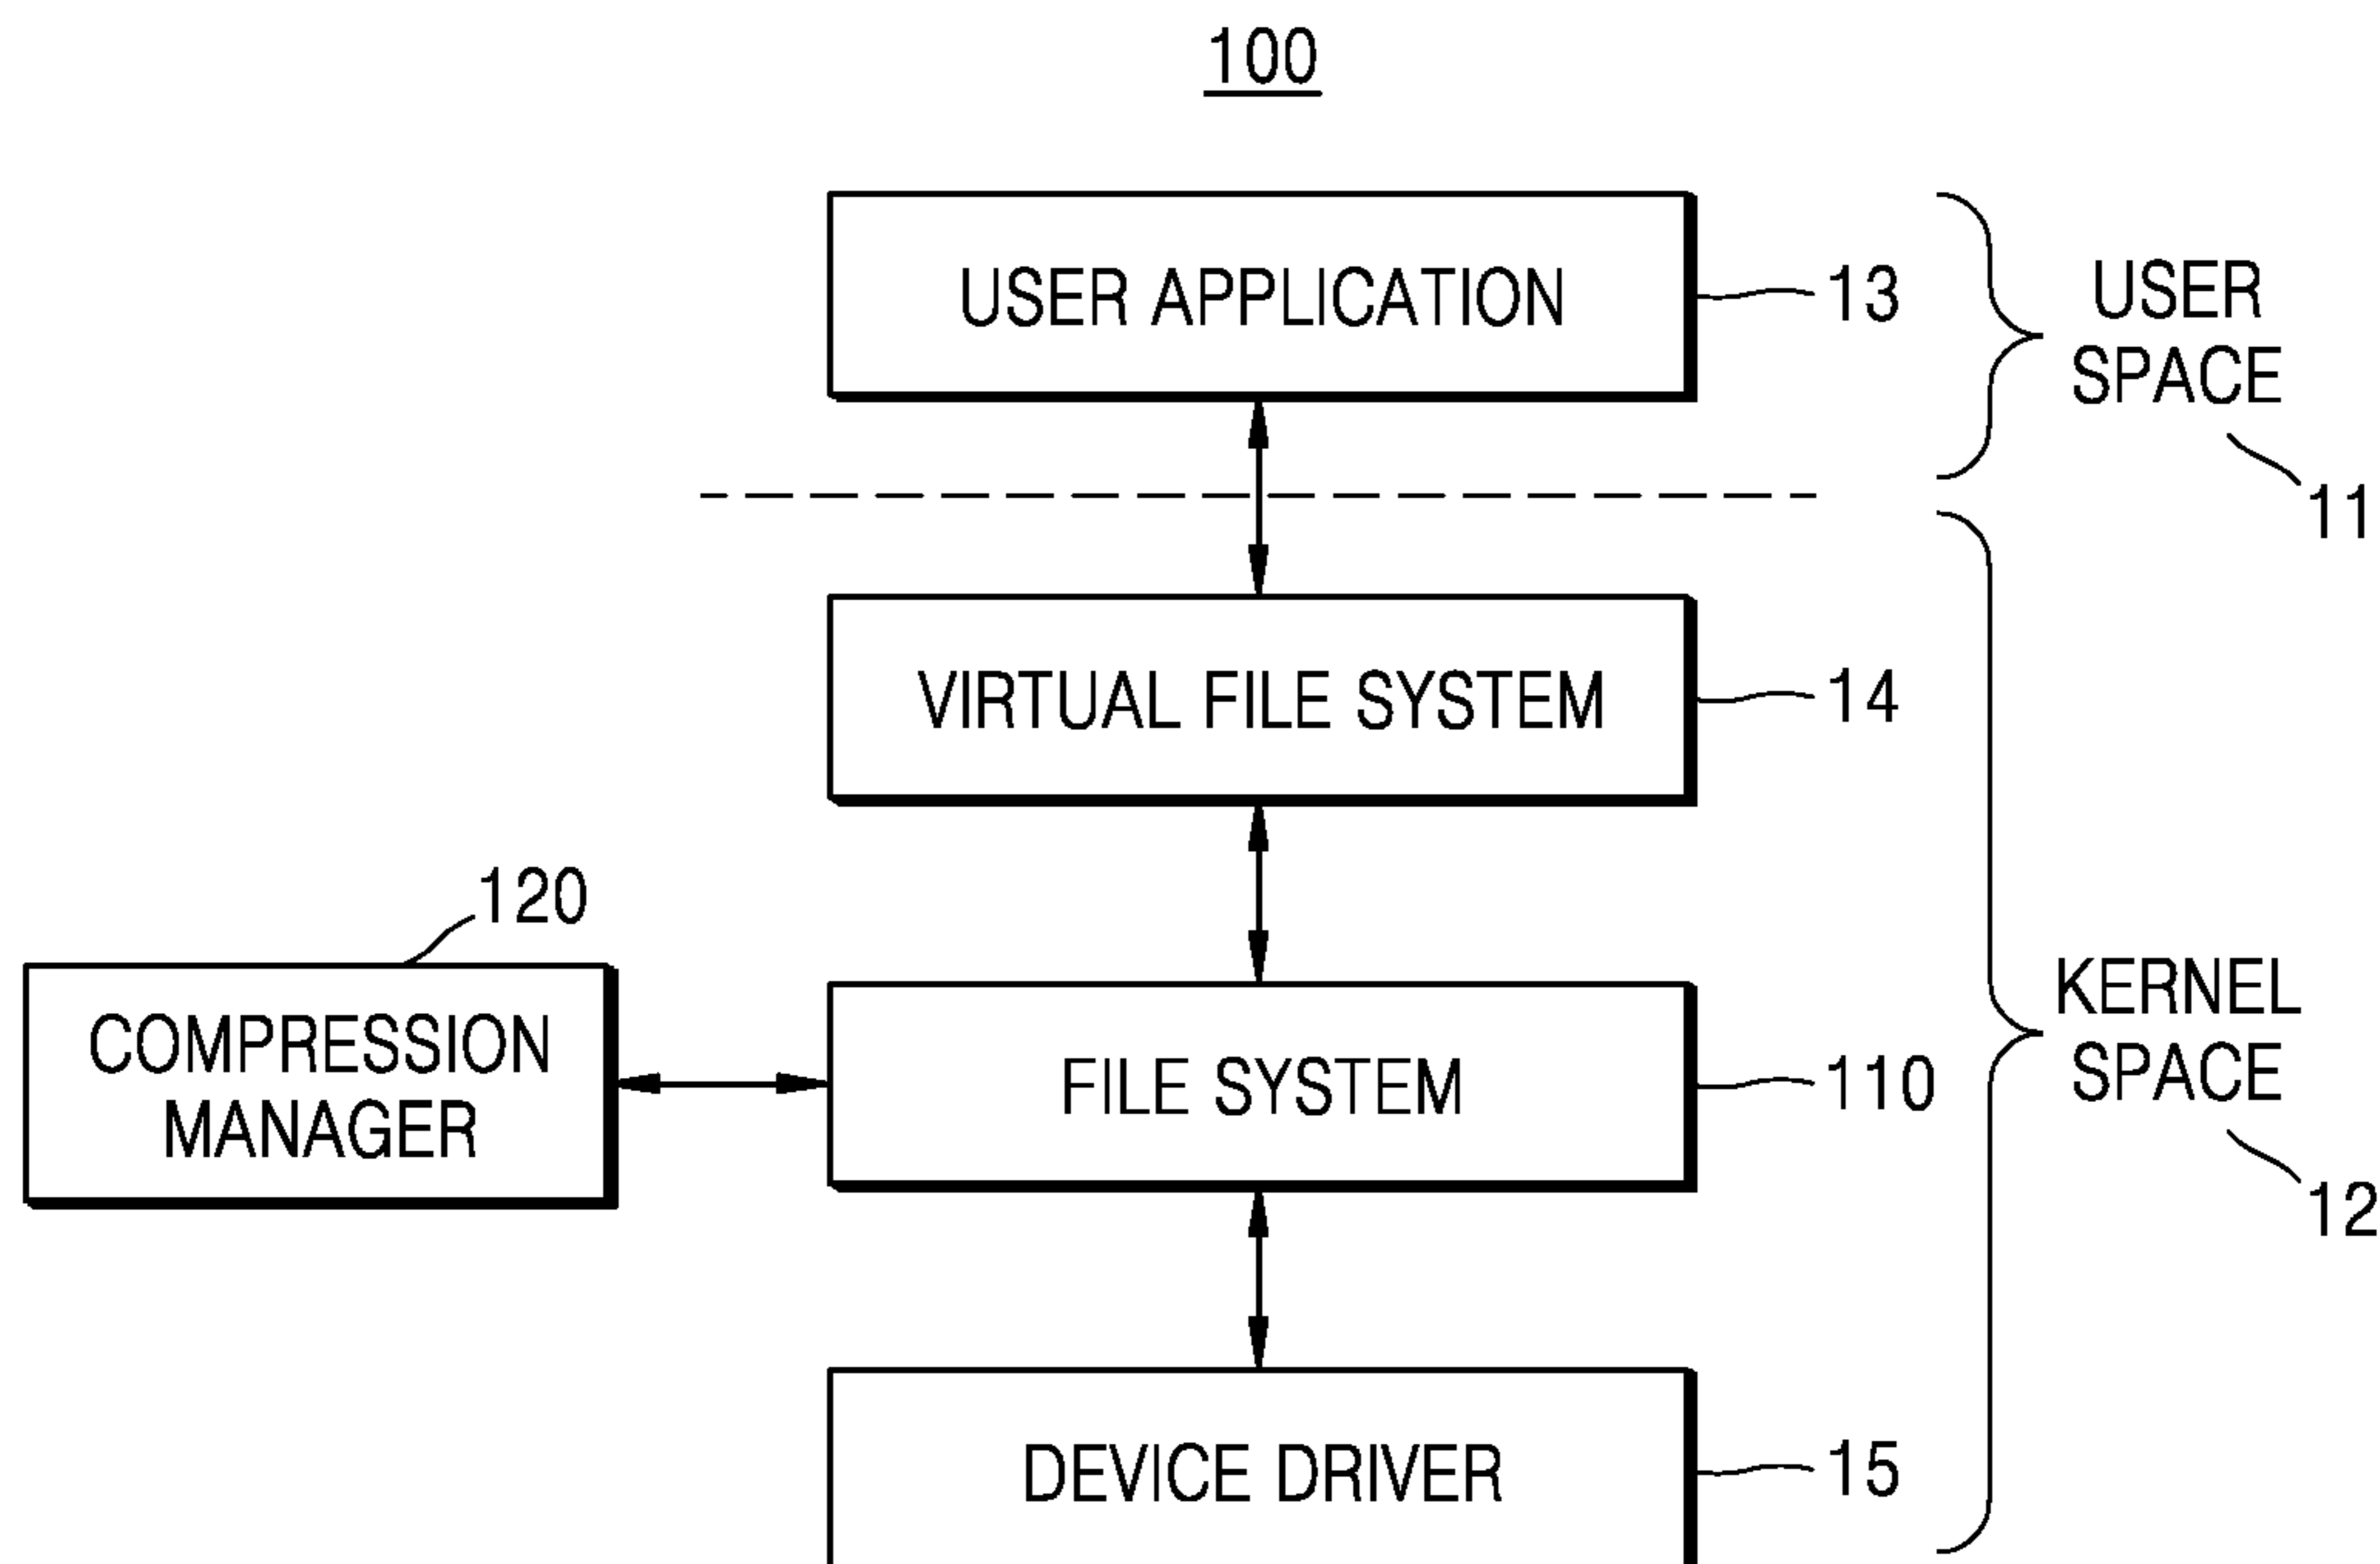 100
USER APPLICATION
13
USER
SPACE
11
VIRTUAL FILE SYSTEM
14
120
COMPRESSION
MANAGER
FILE SYSTEM
110
KERNEL
SPACE
12
DEVICE DRIVER
15